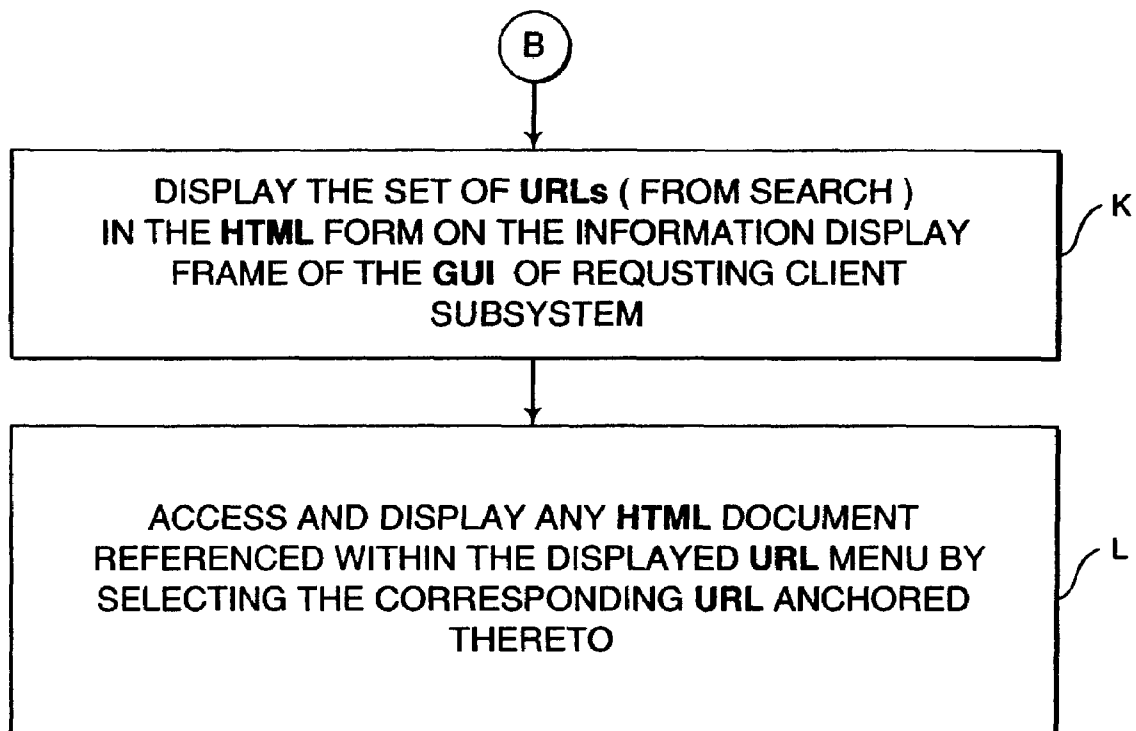 B
DISPLAY THE SET OF URLs ( FROM SEARCH )
IN THE HTML FORM ON THE INFORMATION DISPLAY
FRAME OF THE GUI OF REQUSTING CLIENT
SUBSYSTEM
K
ACCESS AND DISPLAY ANY HTML DOCUMENT
REFERENCED WITHIN THE DISPLAYED URL MENU BY
SELECTING THE CORRESPONDING URL ANCHORED
THERETO
L